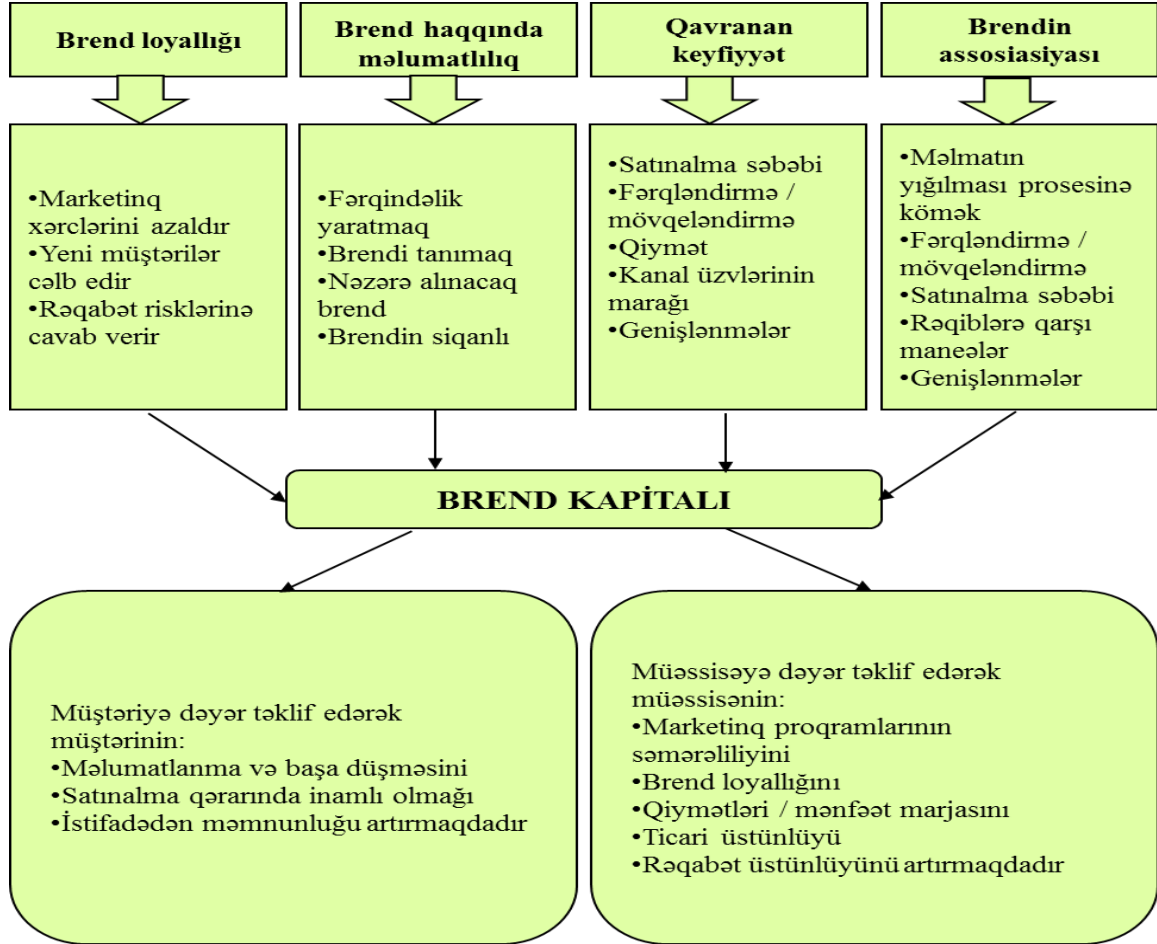 Brend loyallığı
Brend haqqında
məlumatlılıq
Qavranan
keyfiyyət
Brendin
assosiasiyası
•Marketinq
xərclərini azaldır
•Yeni müştərilər
cəlb edir
•Rəqabət risklərinə
cavab verir
•Fərqindəlik
yaratmaq
•Brendi tanımaq
•Nəzərə alınacaq
brend
•Brendin siqanlı
•Satınalma səbəbi
•Fərqləndirmə /
mövqeləndirmə
•Qiymət
•Kanal üzvlərinin
marağı
•Genişlənmələr
•Məlmatın
yığılması prosesinə
kömək
•Fərqləndirmə /
mövqeləndirmə
•Satınalma səbəbi
•Rəqiblərə qarşı
maneələr
•Genişlənmələr
BREND KAPİTALI
Müştəriyə dəyər təklif edərək
müştərinin:
•Məlumatlanma və başa düşməsini
•Satınalma qərarında inamlı olmağı
•İstifadədən məmnunluğu artırmaqdadır
Müəssisəyə dəyər təklif edərək
müəssisənin:
•Marketinq proqramlarının
səmərəliliyini
•Brend loyallığını
•Qiymətləri / mənfəət marjasını
•Ticari üstünlüyü
•Rəqabət üstünlüyünü artırmaqdadır